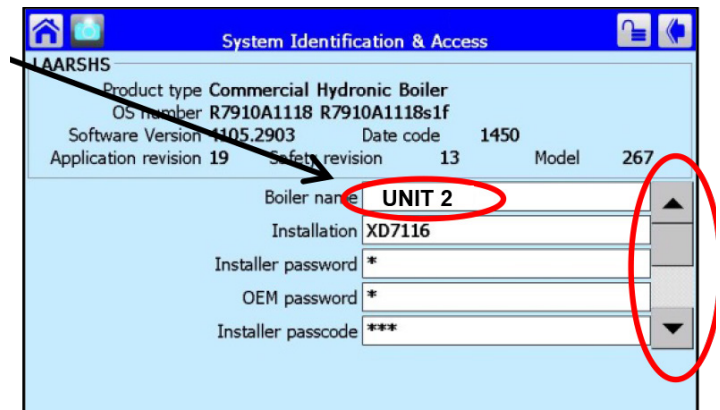 System Identification & Access
LAARSHS
Product type Commercial Hydronic Boiler
OS number R7910A1118 R7910A1118s1f
Software Version 4105.2903 Date code 1450
Application revision 19 Safety revision 13 Model 267
Boiler name UNIT 2
Installation XD7116
Installer password *
OEM password *
Installer passcode ***